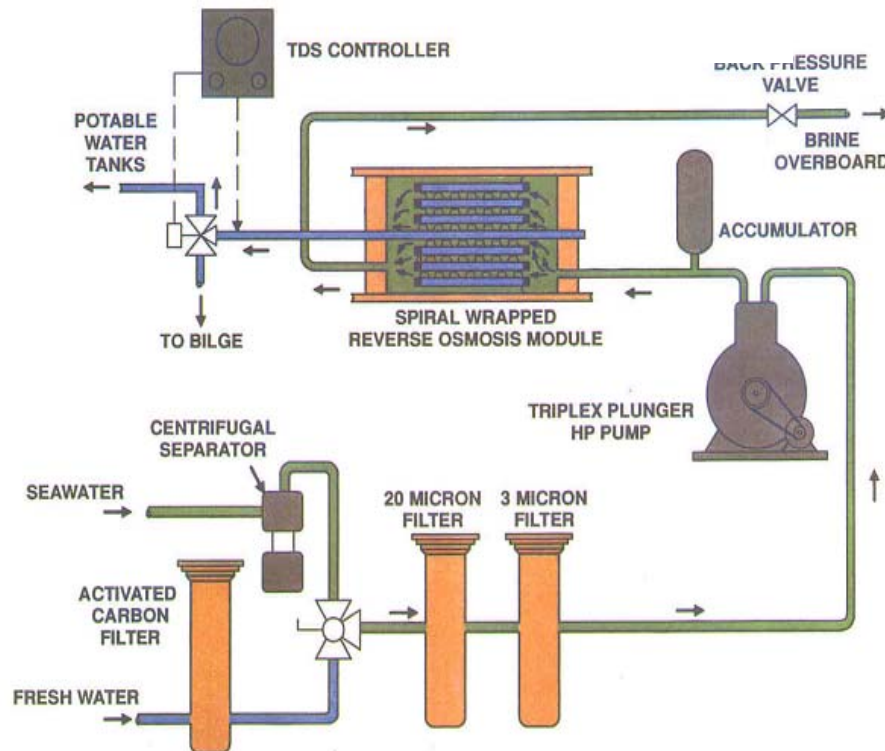 TDS CONTROLLER
PRESSURE
VALVE
BRINE
OVERBOARD
POTABLE
WATER
TANKS
ACCUMULATOR
TO BILGE
SPIRAL WRAPPED
REVERSE OSMOSIS MODULE
TRIPLEX PLUNGER
HP PUMP
CENTRIFUGAL
SEPARATOR
SEAWATER
20 MICRON
FILTER
3 MICRON
FILTER
ACTIVATED
CARBON
FILTER
FRESH WATER